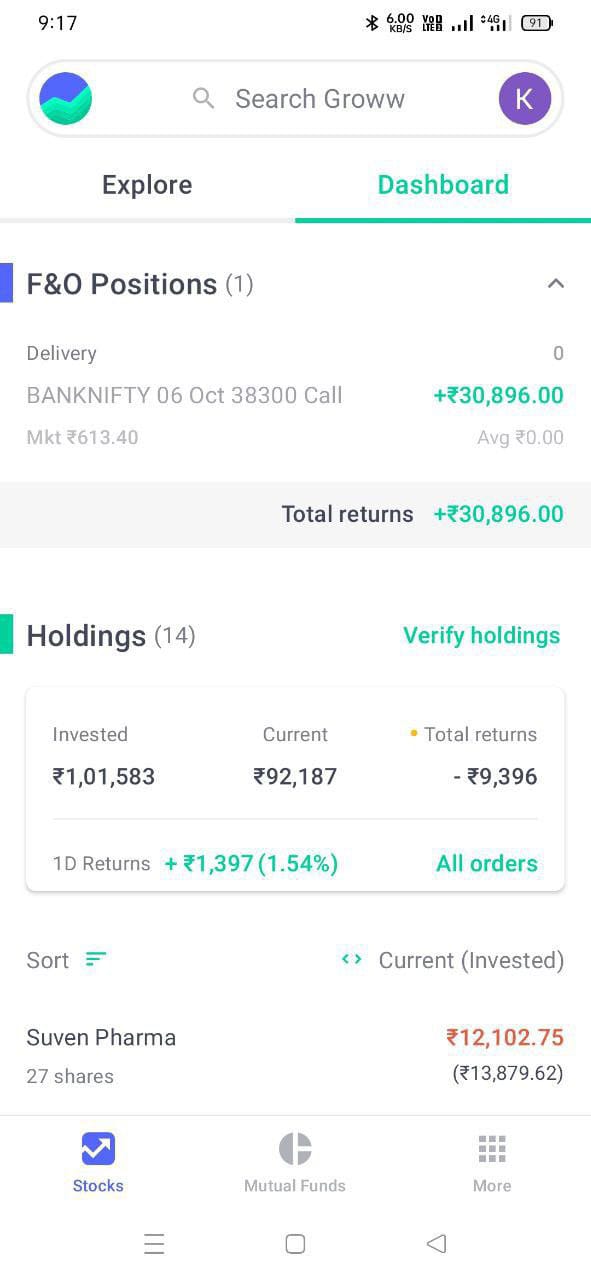 9:17 6.00 KB/S Vo) LTE2 4G 91
Search Groww K
Explore Dashboard
F&O Positions (1)
Delivery 0
BANKNIFTY 06 Oct 38300 Call +₹30,896.00
Mkt ₹613.40 Avg ₹0.00
Total returns +₹30,896.00
Holdings (14) Verify holdings
Invested Current Total returns
₹1,01,583 ₹92,187 - ₹9,396
1D Returns + ₹1,397 (1.54%) All orders
Sort <> Current (Invested)
Suven Pharma ₹12,102.75
27 shares (₹13,879.62)
Stocks Mutual Funds More